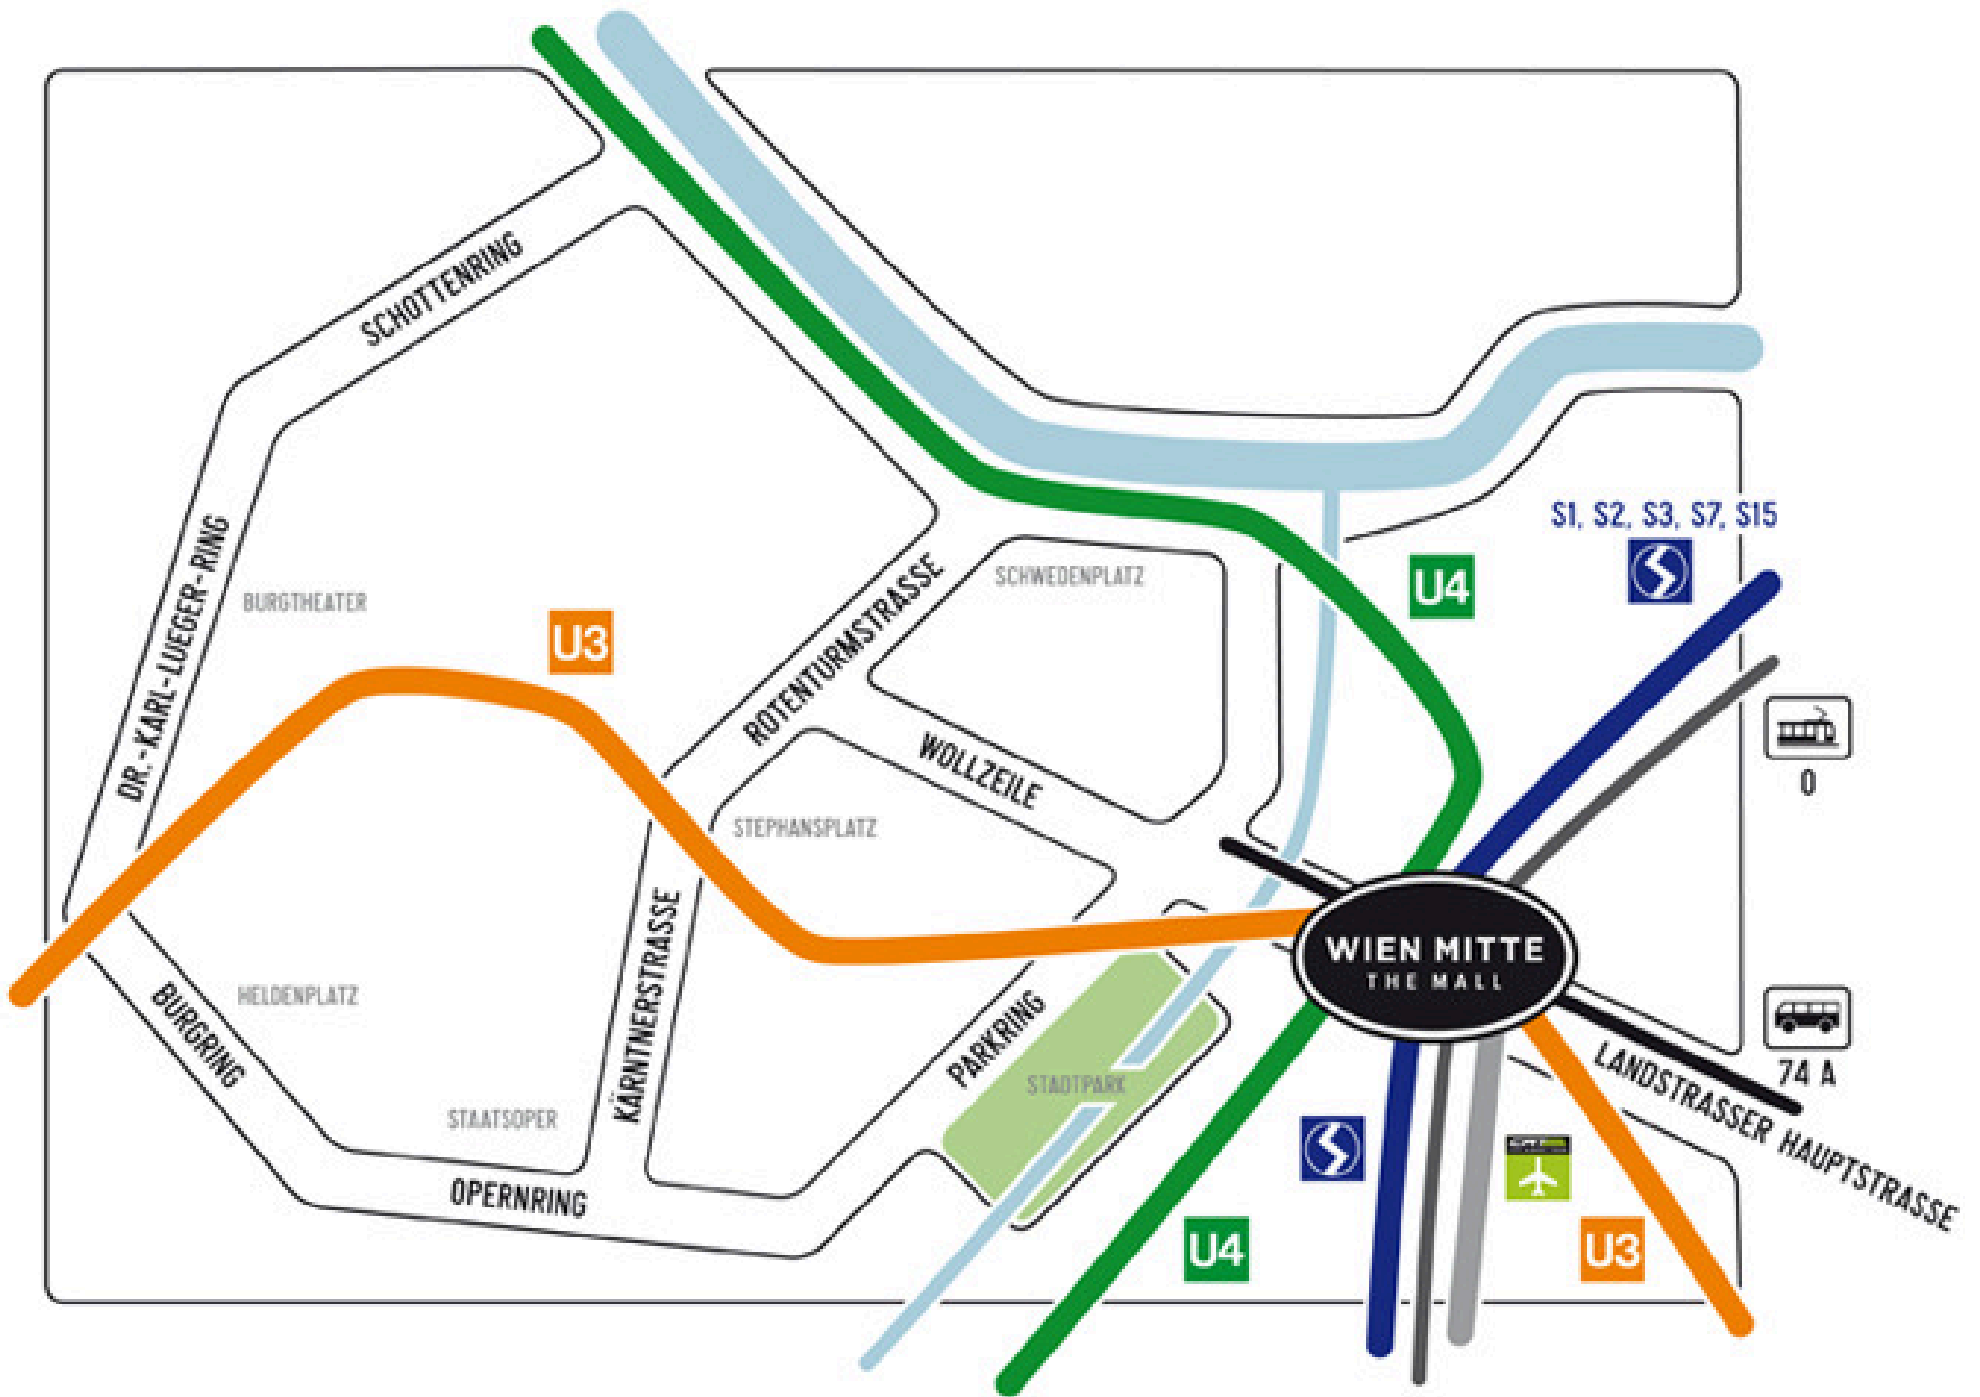 SCHOTTENRING
DR.-KARL-LUEGER-RING
BURGTHEATER
U3
ROTENTURMSTRASSE
SCHWEDENPLATZ
U4
S1, S2, S3, S7, S15
WOLLZEILE
O
STEPHANSPLATZ
KÄRNTNERSTRASSE
WIEN MITTE
THE MALL
HELDENPLATZ
BURGRING
PARKRING
STADTPARK
74 A
LANDSTRASSER HAUPTSTRASSE
STAATSOPER
OPERNRING
U4
U3